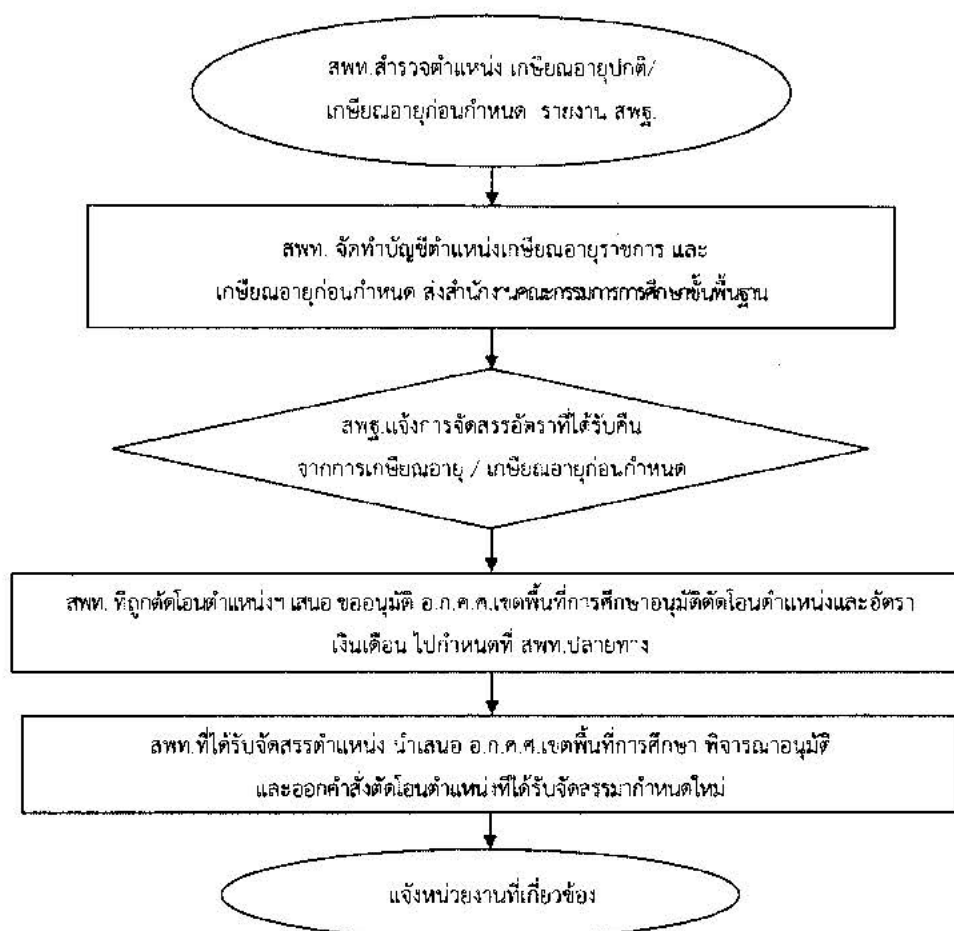 สพท.สำรวจตำแหน่ง เกษียณอายุปกติ/
เกษียณอายุก่อนกำหนด รายงาน สพฐ.
สพท. จัดทำบัญชีตำแหน่งเกษียณอายุราชการ และ
เกษียณอายุก่อนกำหนด ส่งสำนักงานคณะกรรมการการศึกษาขั้นพื้นฐาน
สพฐ.แจ้งการจัดสรรอัตราที่ได้รับคืน
จากการเกษียณอายุ / เกษียณอายุก่อนกำหนด
สพท. ที่ถูกตัดโอนตำแหน่งฯ เสนอ ขออนุมัติ อ.ก.ค.ศ.เขตพื้นที่การศึกษาอนุมัติตัดโอนตำแหน่งและอัตรา
เงินเดือน ไปกำหนดที่ สพท.ปลายทาง
สพท.ที่ได้รับจัดสรรตำแหน่ง นำเสนอ อ.ก.ค.ศ.เขตพื้นที่การศึกษา พิจารณาอนุมัติ
และออกคำสั่งตัดโอนตำแหน่งที่ได้รับจัดสรรมากำหนดใหม่
แจ้งหน่วยงานที่เกี่ยวข้อง